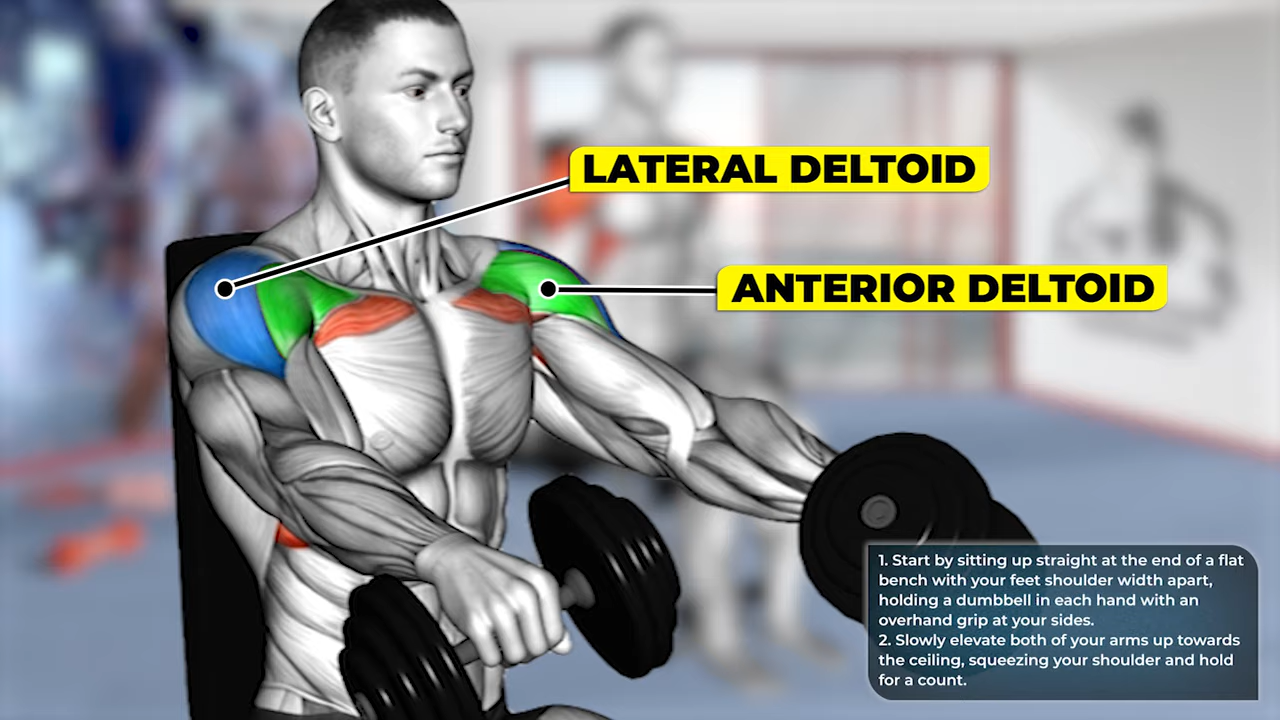 LATERAL DELTOID
ANTERIOR DELTOID
1. Start by sitting up straight at the end of a flat
bench with your feet shoulder width apart,
holding a dumbbell in each hand with an
overhand grip at your sides.
2. Slowly elevate both of your arms up towards
the ceiling, squeezing your shoulder and hold
for a count.